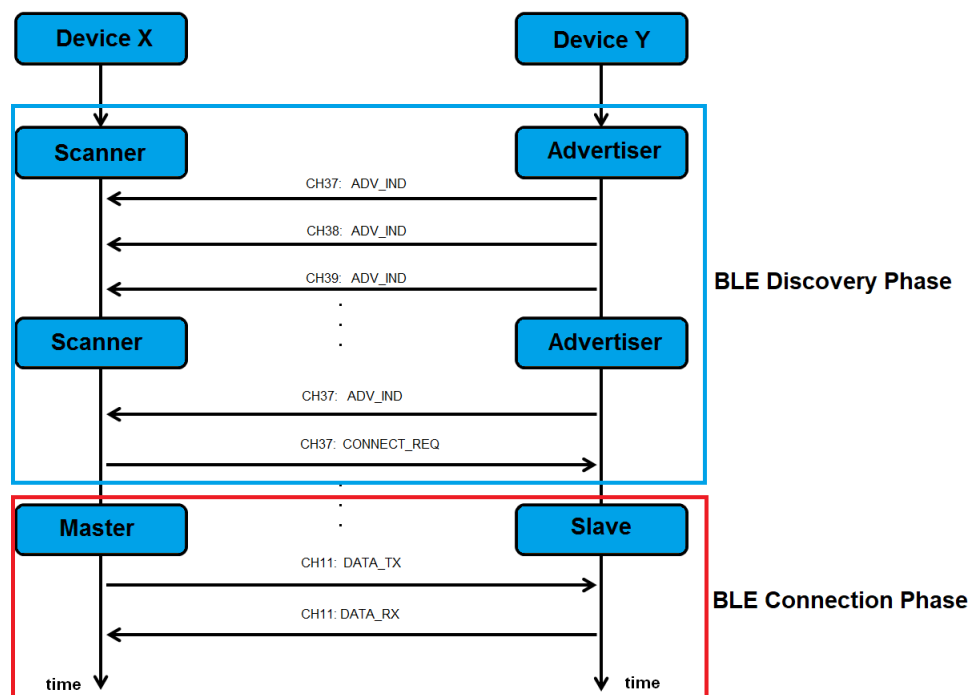 Device X
Device Y
Scanner
Advertiser
CH37: ADV_IND
CH38: ADV_IND
CH39: ADV_IND
BLE Discovery Phase
Scanner
Advertiser
CH37: ADV_IND
CH37: CONNECT_REQ
Master
Slave
CH11: DATA_TX
BLE Connection Phase
CH11: DATA_RX
time
time